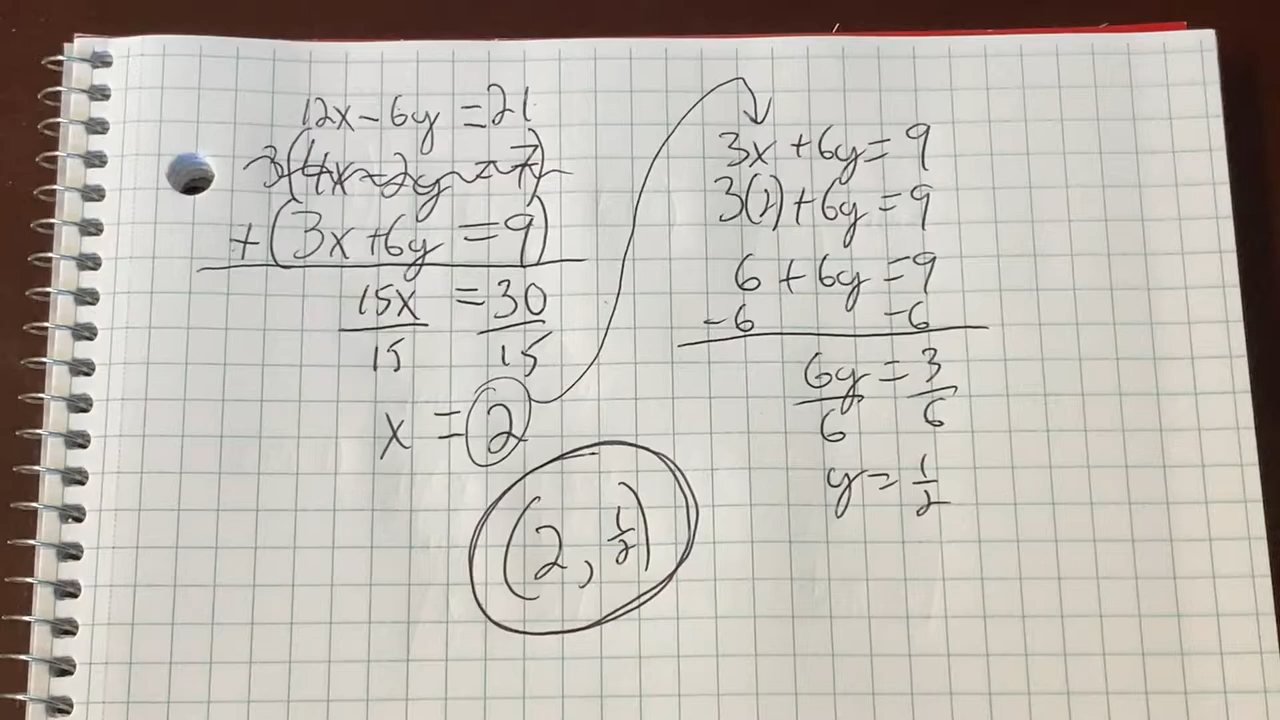 12x - 6y = 21
3(4x - 2y = 7)
+ (3x + 6y = 9)
15x = 30
15 15
x = 2
(2, 1/2)
3x + 6y = 9
3(2) + 6y = 9
6 + 6y = 9
-6 -6
6y = 3
6 6
y = 1/2